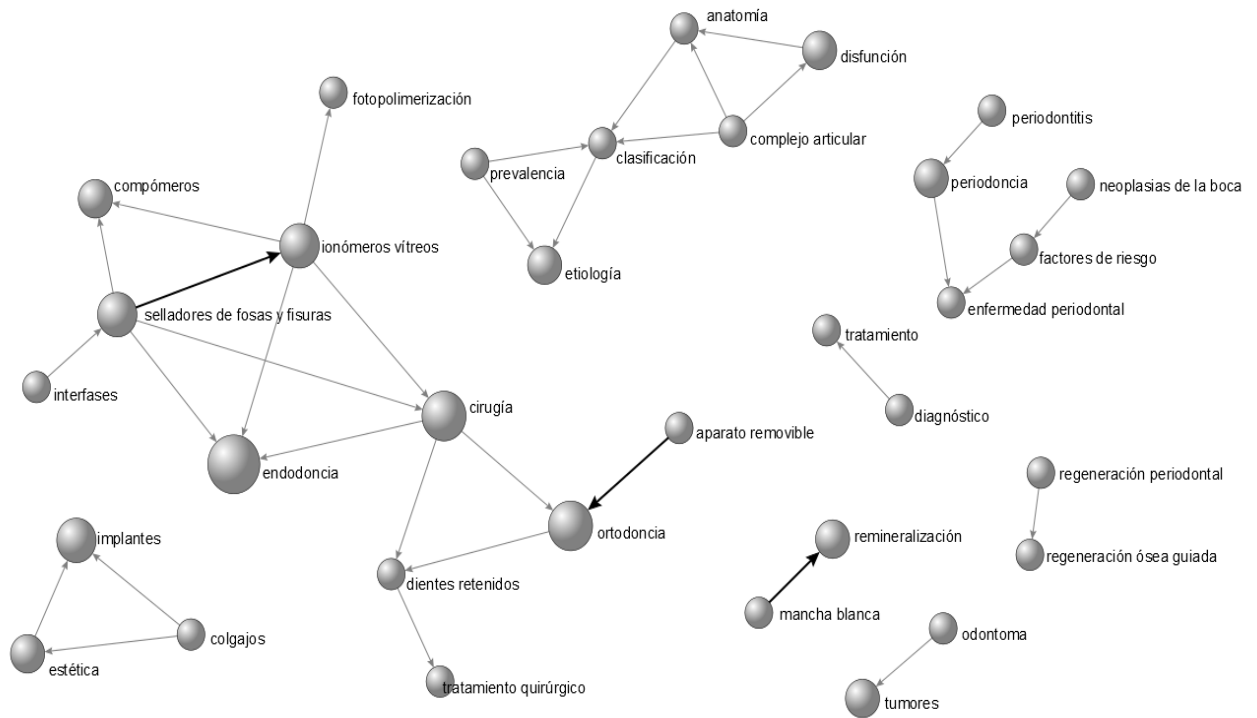 anatomía
disfunción
fotopolimerización
periodontitis
complejo articular
clasificación
prevalencia
periodoncia
neoplasias de la boca
compómeros
ionómeros vítreos
factores de riesgo
etiología
enfermedad periodontal
selladores de fosas y fisuras
tratamiento
interfases
cirugía
diagnóstico
aparato removible
endodoncia
regeneración periodontal
implantes
ortodoncia
remineralización
regeneración ósea guiada
dientes retenidos
mancha blanca
colgajos
odontoma
estética
tratamiento quirúrgico
tumores